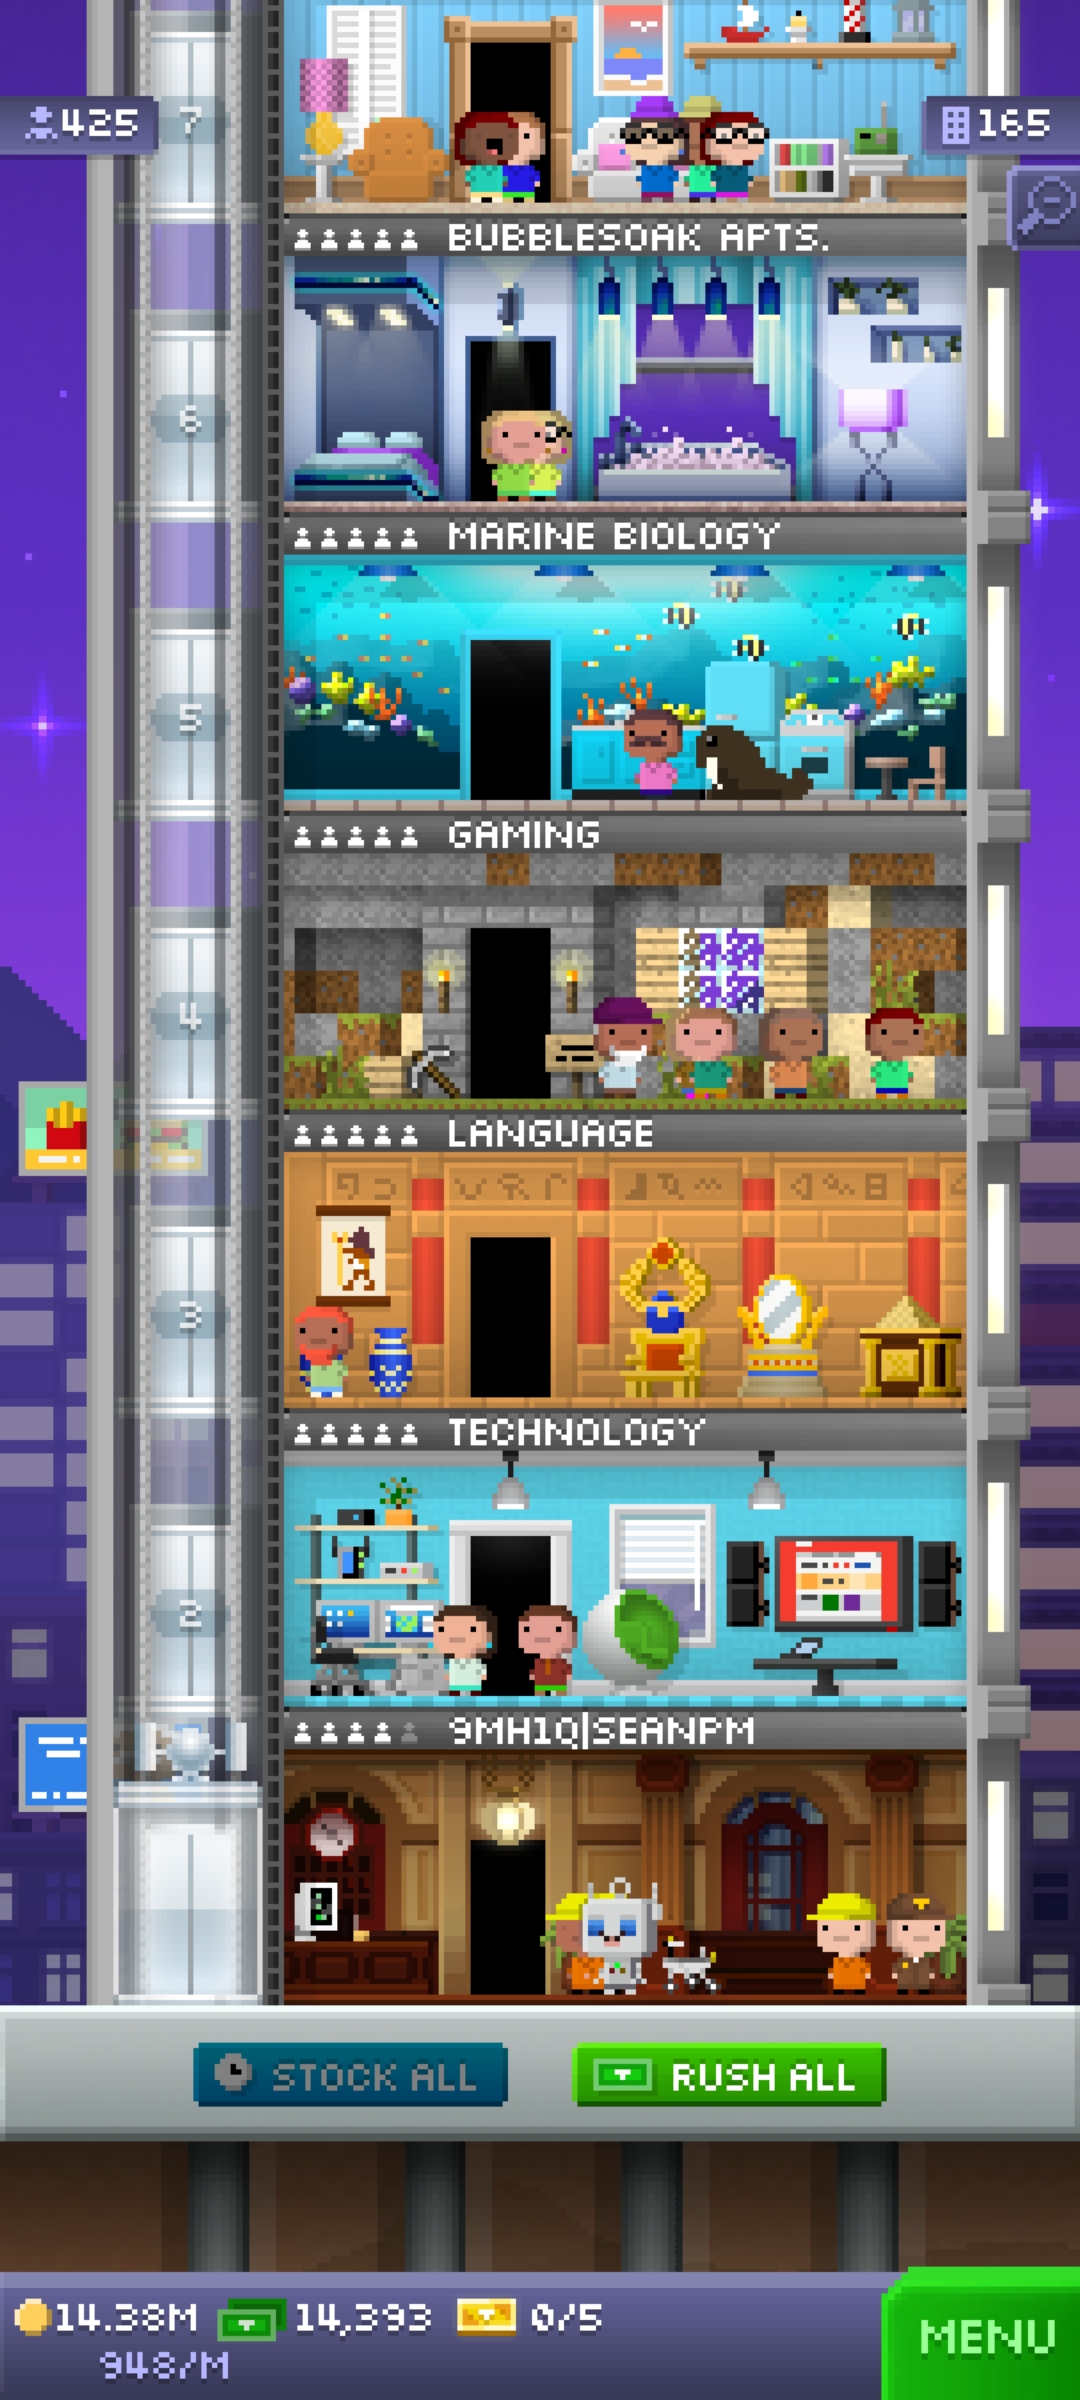 425
7
165
BUBBLESOAK APTS.
6
MARINE BIOLOGY
5
GAMING
4
LANGUAGE
3
TECHNOLOGY
2
9MH1Q|SEANPM
STOCK ALL
RUSH ALL
14.38M
14,393
0/5
948/M
MENU